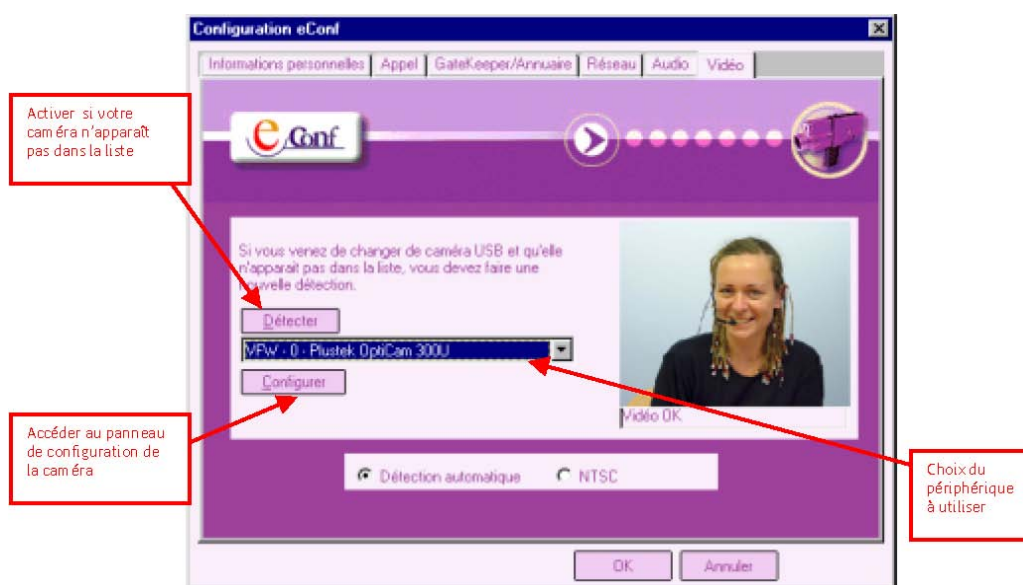 Configuration eConf
Informations personnelles
Appel
GateKeeper/Annuaire
Réseau
Audio
Vidéo
Activer si votre
caméra n'apparaît
pas dans la liste
eConf
Si vous venez de changer de caméra USB et qu'elle
n'apparait pas dans la liste, vous devez faire une
nouvelle détection.
Détecter
VFW - 0 - Plustek OptiCam 300U
Configurer
Vidéo OK
Accéder au panneau
de configuration de
la caméra
Détection automatique
NTSC
Choix du
périphérique
à utiliser
OK
Annuler